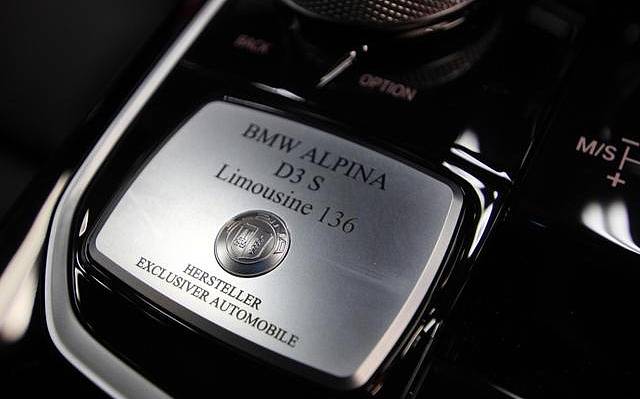 BACK
OPTION
M/S
+
BMW ALPINA
D3 S
Limousine 136
HERSTELLER
EXCLUSIVER AUTOMOBILE